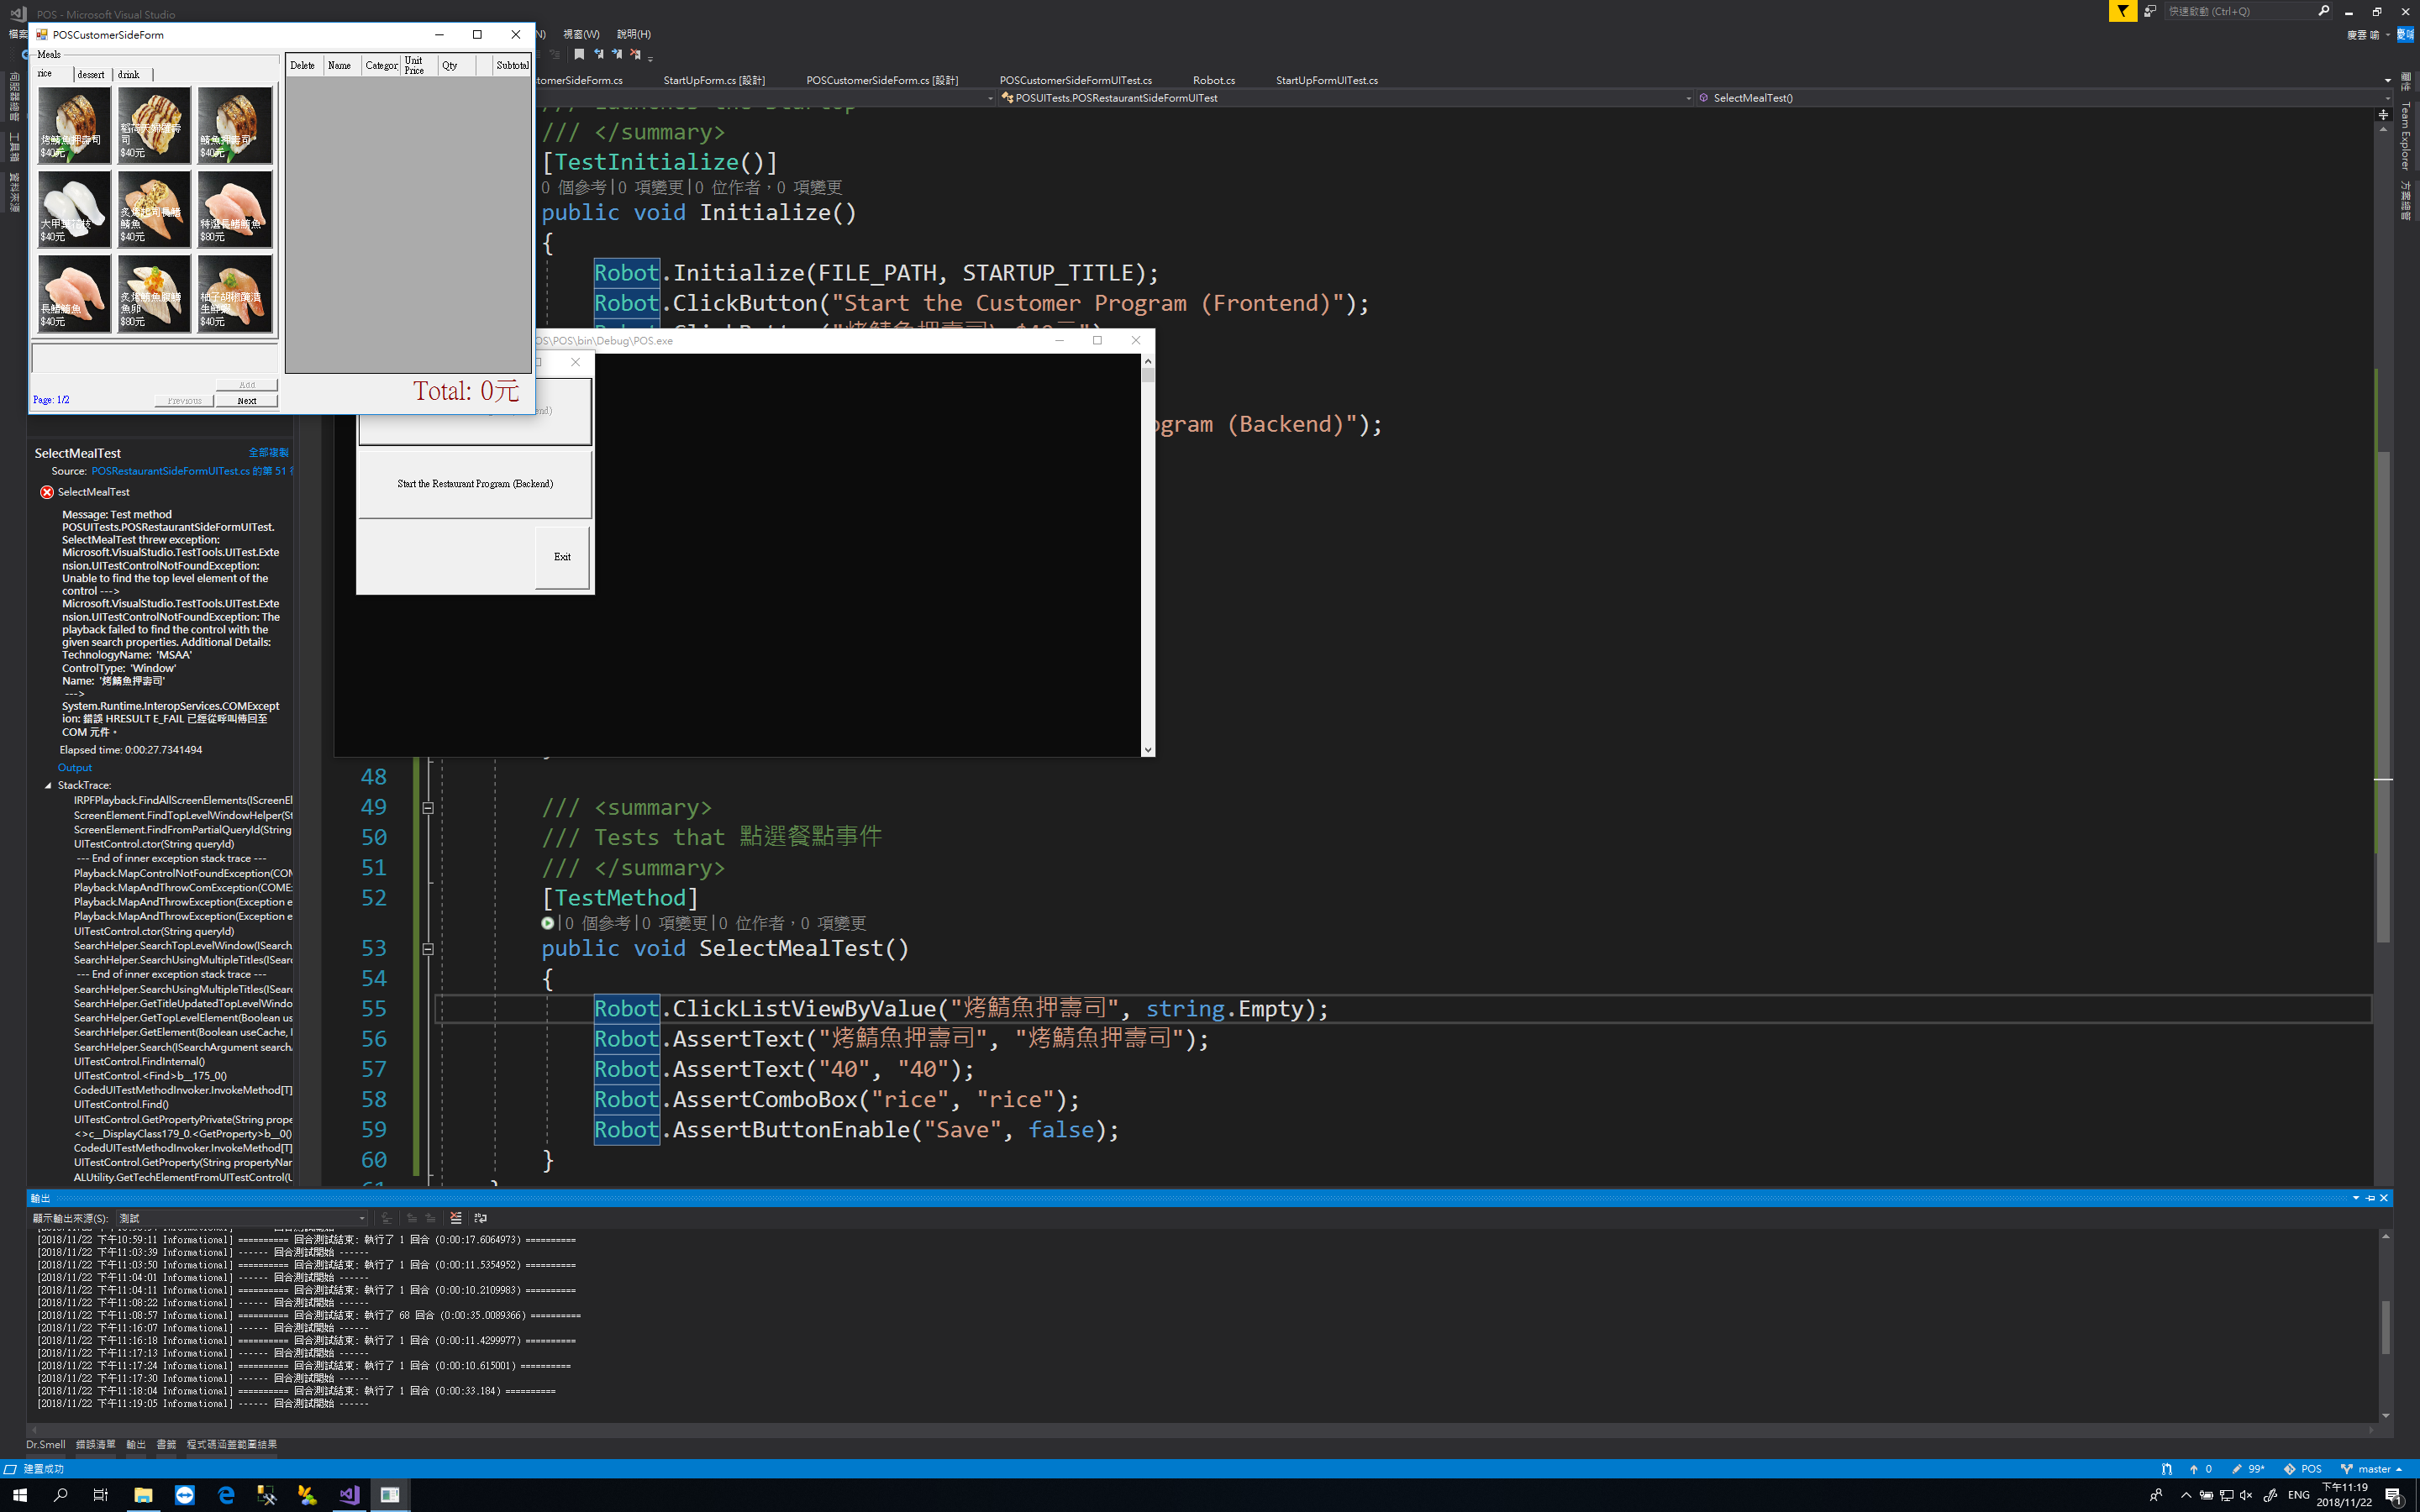 POS - Microsoft Visual Studio
快速啟動 (Ctrl+Q)
檔案
視窗(W)
說明(H)
POSCustomerSideForm
Meals
rice
dessert
drink
烤鯖魚押壽司
$40元
稻荷天婦羅壽司
$40元
鯖魚押壽司
$40元
$40元
$40元
特選長鰭鮪魚
$80元
長鰭鮪魚
$40元
$80元
$40元
Add
Page: 1/2
Previous
Next
Delete
Name
Categor
Unit Price
Qty
Subtotal
Total: 0元
tomerSideForm.cs
StartUpForm.cs [設計]
POSCustomerSideForm.cs [設計]
POSCustomerSideFormUITest.cs
Robot.cs
StartUpFormUITest.cs
POSUITests.POSRestaurantSideFormUITest
SelectMealTest()
Team Explorer
/// </summary>
[TestInitialize()]
0 個參考|0 項變更|0 位作者，0 項變更
public void Initialize()
{
Robot.Initialize(FILE_PATH, STARTUP_TITLE);
Robot.ClickButton("Start the Customer Program (Frontend)");
OS\POS\bin\Debug\POS.exe
ogram (Backend)");
Start the Restaurant Program (Backend)
Exit
SelectMealTest
全部複製
Source: POSRestaurantSideFormUITest.cs 的第 51 行
SelectMealTest
Message: Test method
POSUITests.POSRestaurantSideFormUITest.
SelectMealTest threw exception:
Microsoft.VisualStudio.TestTools.UITest.Exte
nsion.UITestControlNotFoundException:
Unable to find the top level element of the
control --->
Microsoft.VisualStudio.TestTools.UITest.Exte
nsion.UITestControlNotFoundException: The
playback failed to find the control with the
given search properties. Additional Details:
TechnologyName: 'MSAA'
ControlType: 'Window'
Name: '烤鯖魚押壽司'
--->
System.Runtime.InteropServices.COMExcept
ion: 錯誤 HRESULT E_FAIL 已經從呼叫傳回至
COM 元件。
Elapsed time: 0:00:27.7341494
Output
StackTrace:
IRPFPlayback.FindAllScreenElements(IScreenEl
ScreenElement.FindTopLevelWindowHelper(St
ScreenElement.FindFromPartialQueryId(String
UITestControl.ctor(String queryId)
--- End of inner exception stack trace ---
Playback.MapControlNotFoundException(COM
Playback.MapAndThrowComException(COMEx
Playback.MapAndThrowException(Exception e
Playback.MapAndThrowException(Exception e
UITestControl.ctor(String queryId)
SearchHelper.SearchTopLevelWindow(ISearch
SearchHelper.SearchUsingMultipleTitles(ISearc
--- End of inner exception stack trace ---
SearchHelper.SearchUsingMultipleTitles(ISearc
SearchHelper.GetTitleUpdatedTopLevelWindo
SearchHelper.GetTopLevelElement(Boolean us
SearchHelper.GetElement(Boolean useCache, I
SearchHelper.Search(ISearchArgument search
UITestControl.FindInternal()
UITestControl.<Find>b__175_0()
CodedUITestMethodInvoker.InvokeMethod[T]
UITestControl.Find()
UITestControl.GetPropertyPrivate(String prope
<>c__DisplayClass179_0.<GetProperty>b__0()
CodedUITestMethodInvoker.InvokeMethod[T]
UITestControl.GetProperty(String propertyNar
ALUtility.GetTechElementFromUITestControl(U
48
49 /// <summary>
50 /// Tests that 點選餐點事件
51 /// </summary>
52 [TestMethod]
|0 個參考|0 項變更|0 位作者，0 項變更
53 public void SelectMealTest()
54 {
55 Robot.ClickListViewByValue("烤鯖魚押壽司", string.Empty);
56 Robot.AssertText("烤鯖魚押壽司", "烤鯖魚押壽司");
57 Robot.AssertText("40", "40");
58 Robot.AssertComboBox("rice", "rice");
59 Robot.AssertButtonEnable("Save", false);
60 }
輸出
顯示輸出來源(S): 測試
[2018/11/22 下午10:59:11 Informational] ========== 回合測試結束: 執行了 1 回合 (0:00:17.6064973) ==========
[2018/11/22 下午11:03:39 Informational] ------ 回合測試開始 ------
[2018/11/22 下午11:03:50 Informational] ========== 回合測試結束: 執行了 1 回合 (0:00:11.5354952) ==========
[2018/11/22 下午11:04:01 Informational] ------ 回合測試開始 ------
[2018/11/22 下午11:04:11 Informational] ========== 回合測試結束: 執行了 1 回合 (0:00:10.2109983) ==========
[2018/11/22 下午11:08:22 Informational] ------ 回合測試開始 ------
[2018/11/22 下午11:08:57 Informational] ========== 回合測試結束: 執行了 68 回合 (0:00:35.0089366) ==========
[2018/11/22 下午11:16:07 Informational] ------ 回合測試開始 ------
[2018/11/22 下午11:16:18 Informational] ========== 回合測試結束: 執行了 1 回合 (0:00:11.4299977) ==========
[2018/11/22 下午11:17:13 Informational] ------ 回合測試開始 ------
[2018/11/22 下午11:17:24 Informational] ========== 回合測試結束: 執行了 1 回合 (0:00:10.615001) ==========
[2018/11/22 下午11:17:30 Informational] ------ 回合測試開始 ------
[2018/11/22 下午11:18:04 Informational] ========== 回合測試結束: 執行了 1 回合 (0:00:33.184) ==========
[2018/11/22 下午11:19:05 Informational] ------ 回合測試開始 ------
Dr.Smell 錯誤清單 輸出 書籤 程式碼涵蓋範圍結果
建置成功
0
99*
POS
master
ENG
下午11:19
2018/11/22